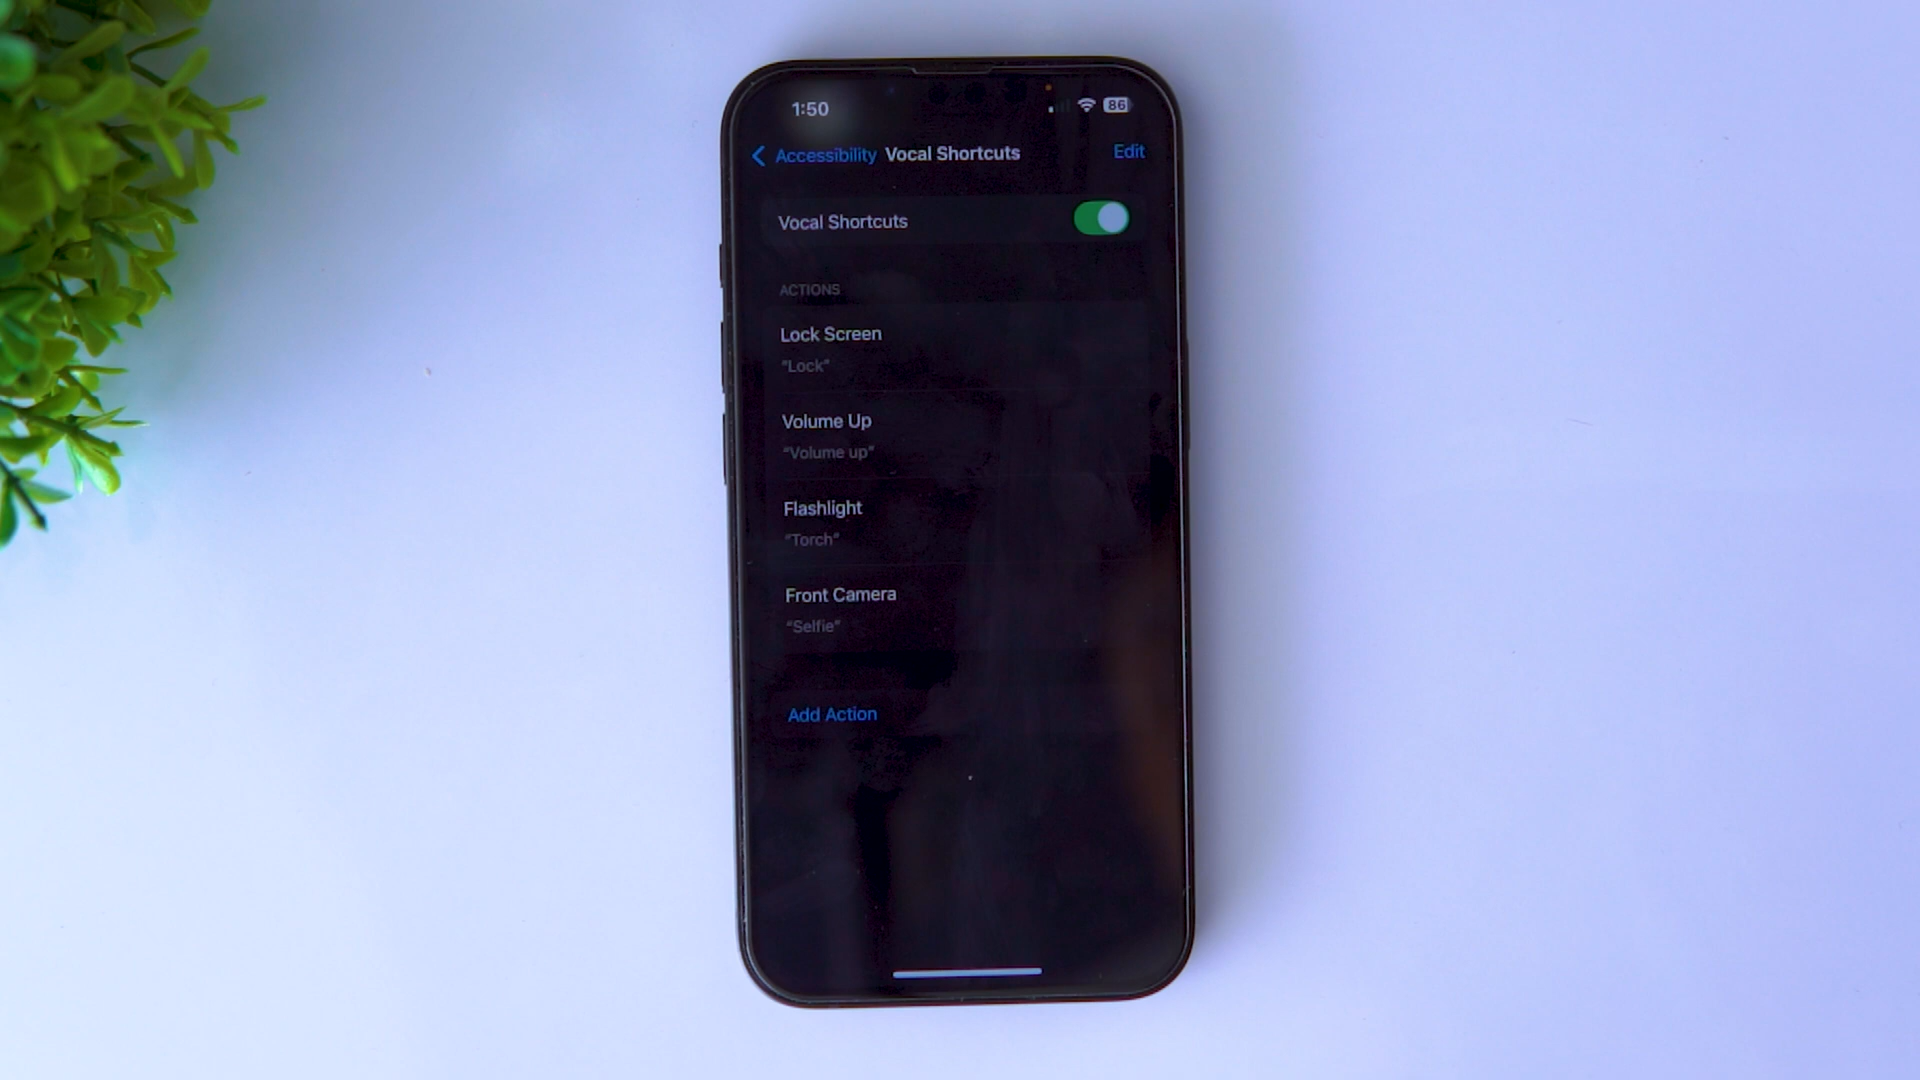 1:50
86
Accessibility Vocal Shortcuts Edit
Vocal Shortcuts
ACTIONS
Lock Screen
“Lock”
Volume Up
“Volume up”
Flashlight
“Torch”
Front Camera
“Selfie”
Add Action